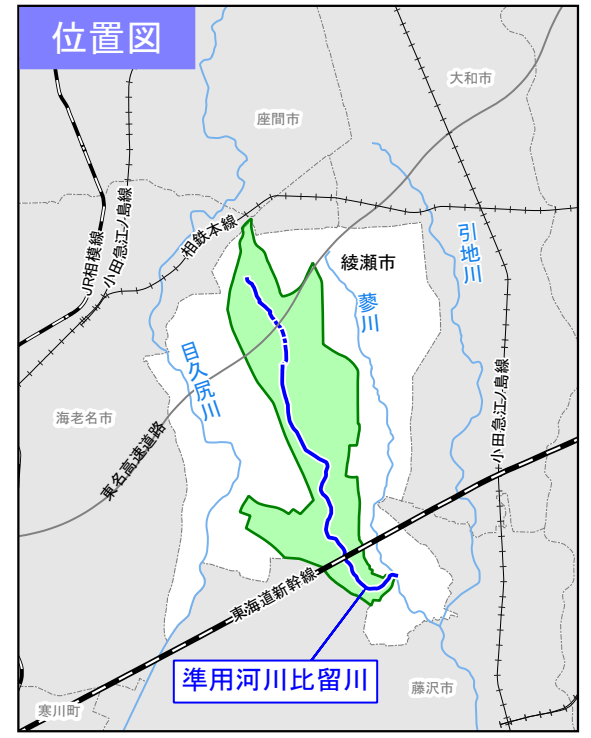 位置図
大和市
座間市
小田急江ノ島線
相鉄本線
JR相模線
引地川
綾瀬市
蓼川
目久尻川
小田急江ノ島線
海老名市
東名高速道路
東海道新幹線
準用河川比留川
藤沢市
寒川町